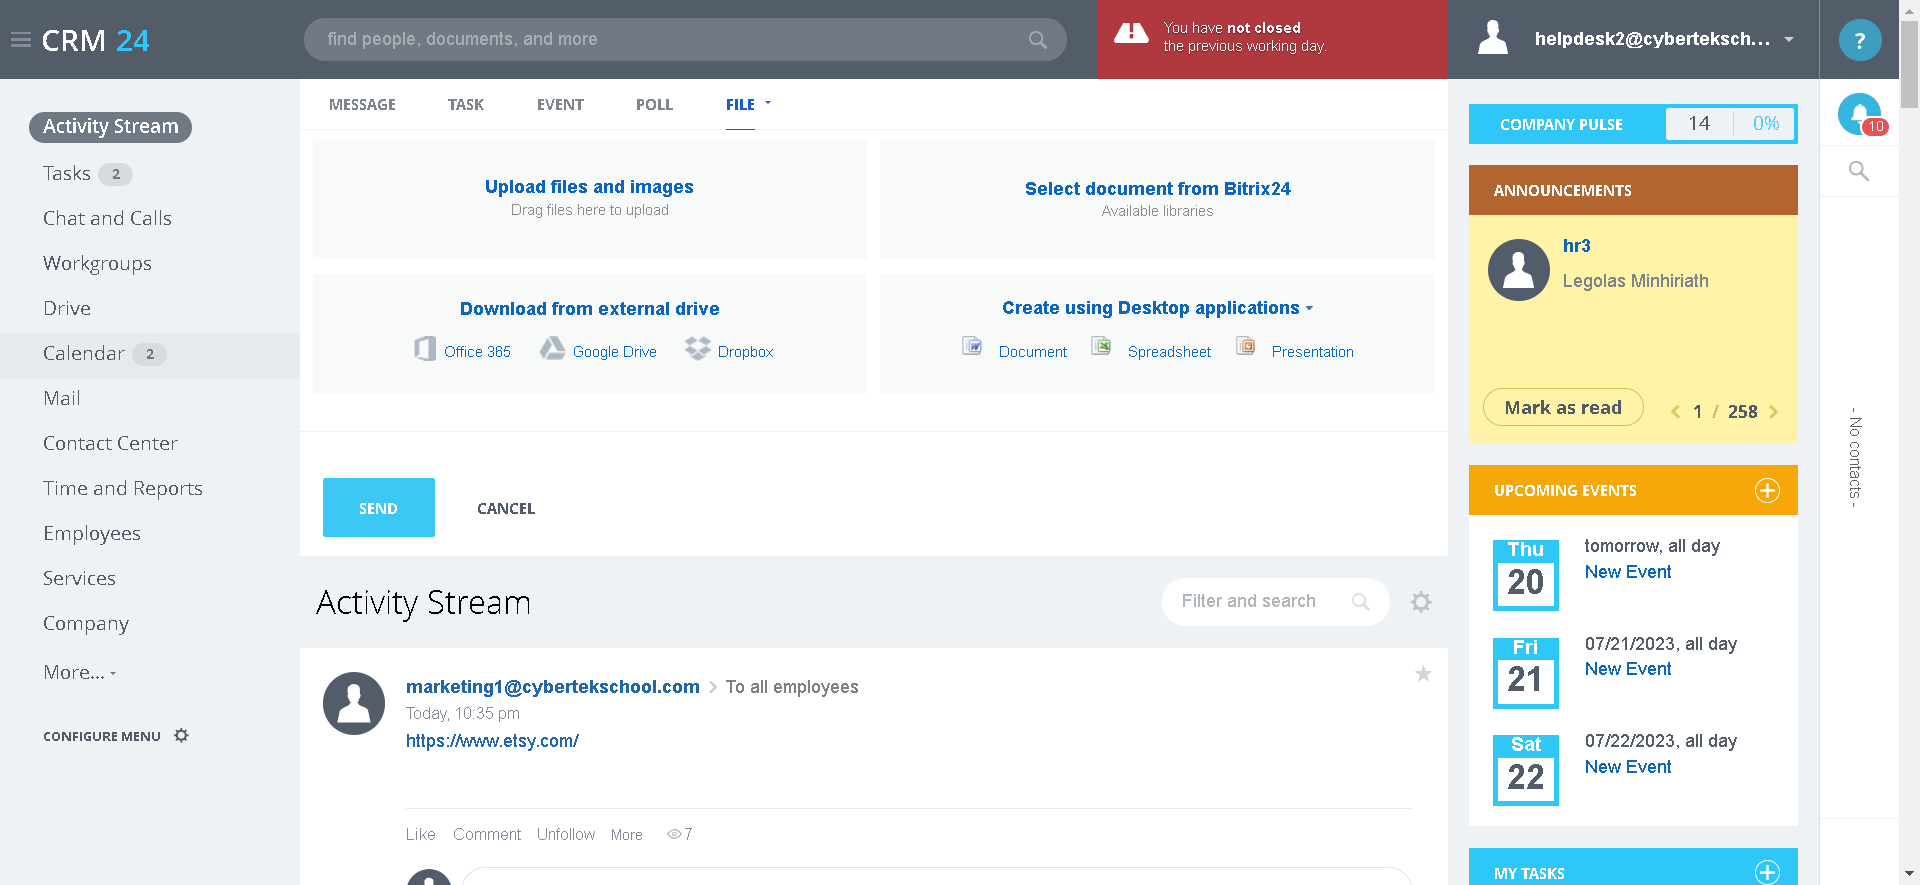 CRM 24
find people, documents, and more
You have not closed
the previous working day.
helpdesk2@cyberteksch...
?
Activity Stream
Tasks 2
Chat and Calls
Workgroups
Drive
Calendar 2
Mail
Contact Center
Time and Reports
Employees
Services
Company
More...
CONFIGURE MENU
MESSAGE TASK EVENT POLL FILE
Upload files and images
Drag files here to upload
Select document from Bitrix24
Available libraries
Download from external drive
Office 365 Google Drive Dropbox
Create using Desktop applications
Document Spreadsheet Presentation
SEND CANCEL
Activity Stream
Filter and search
marketing1@cybertekschool.com > To all employees
Today, 10:35 pm
https://www.etsy.com/
Like Comment Unfollow More 7
COMPANY PULSE 14 0%
ANNOUNCEMENTS
hr3
Legolas Minhiriath
Mark as read
1 / 258
UPCOMING EVENTS
Thu
20
tomorrow, all day
New Event
Fri
21
07/21/2023, all day
New Event
Sat
22
07/22/2023, all day
New Event
MY TASKS
10
- No contacts -